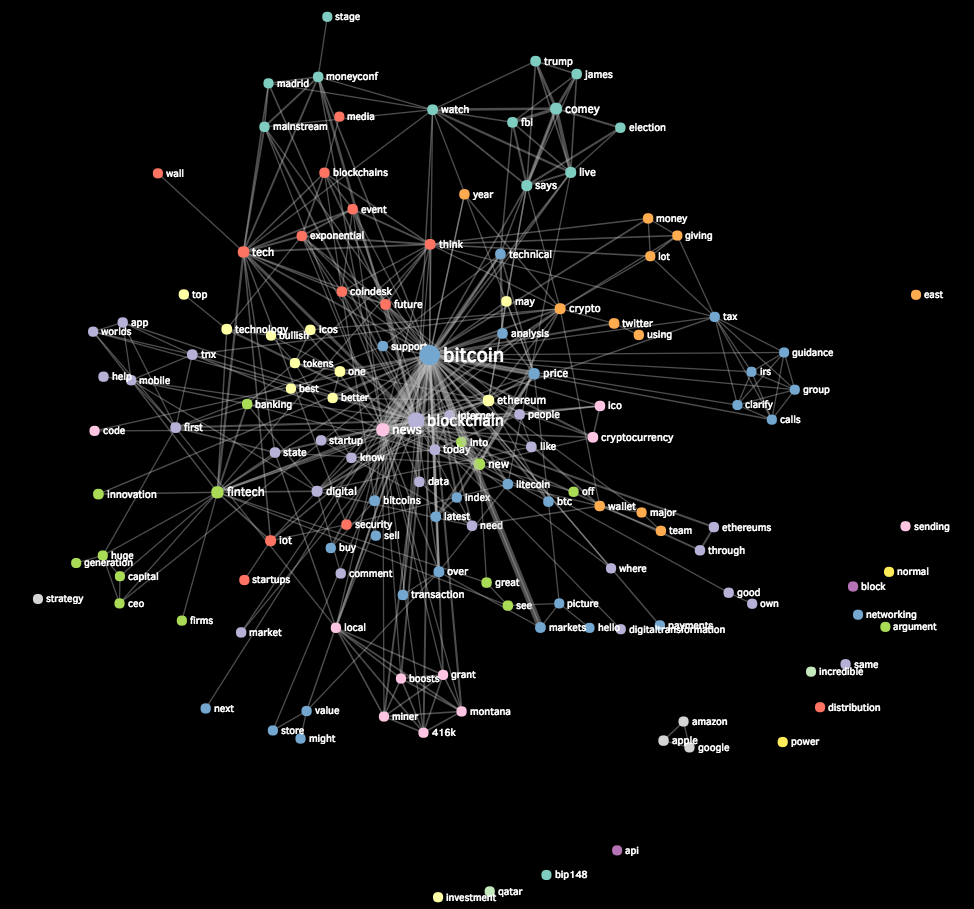 stage
trump
james
madrid
moneyconf
watch
comey
media
fbi
mainstream
election
wall
blockchains
live
says
year
event
money
exponential
giving
tech
think
technical
lot
coindesk
top
future
may
crypto
east
app
worlds
technology
bullish
icos
twitter
using
tax
support
analysis
tnx
bitcoin
guidance
tokens
one
price
irs
help
mobile
best
better
group
banking
ethereum
ico
clarify
code
first
news
blockchain
internet
people
calls
startup
into
cryptocurrency
state
know
today
like
new
innovation
fintech
digital
data
litecoin
off
bitcoins
index
btc
wallet
major
security
latest
need
team
ethereums
sending
sell
iot
buy
through
huge
generation
capital
startups
comment
over
great
where
normal
block
strategy
ceo
transaction
see
picture
good
own
firms
market
local
markets
hello
digitaltransformation
payments
networking
argument
same
incredible
boosts
grant
next
value
miner
montana
distribution
store
might
416k
amazon
apple
google
power
api
bip148
qatar
investment